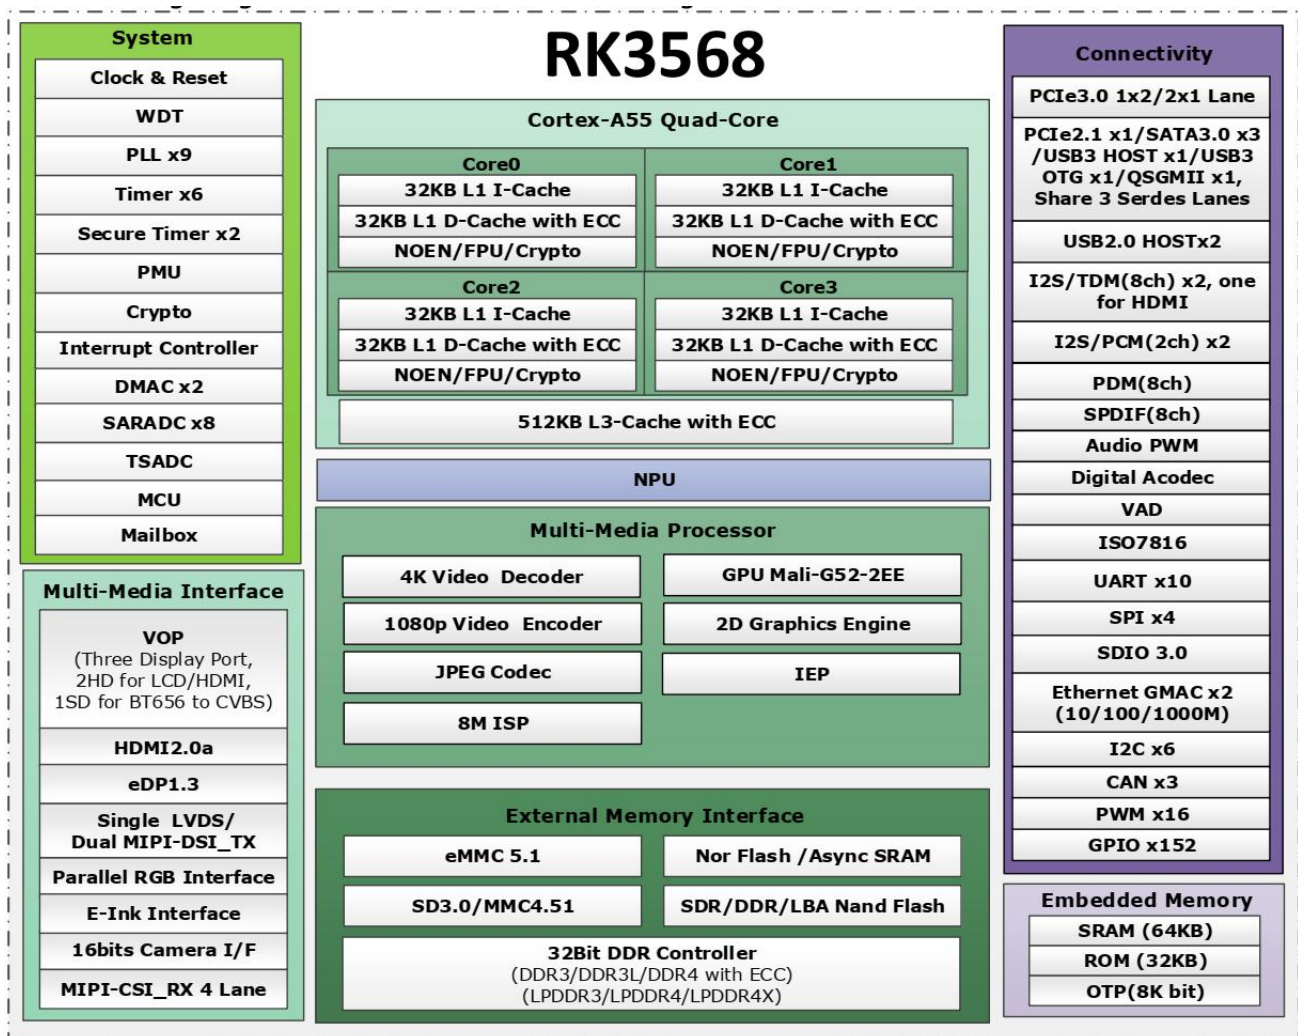 System
Clock & Reset
WDT
PLL x9
Timer x6
Secure Timer x2
PMU
Crypto
Interrupt Controller
DMAC x2
SARADC x8
TSADC
MCU
Mailbox
Multi-Media Interface
VOP
(Three Display Port,
2HD for LCD/HDMI,
1SD for BT656 to CVBS)
HDMI2.0a
eDP1.3
Single LVDS/
Dual MIPI-DSI_TX
Parallel RGB Interface
E-Ink Interface
16bits Camera I/F
MIPI-CSI_RX 4 Lane
RK3568
Cortex-A55 Quad-Core
Core0
32KB L1 I-Cache
32KB L1 D-Cache with ECC
NOEN/FPU/Crypto
Core1
32KB L1 I-Cache
32KB L1 D-Cache with ECC
NOEN/FPU/Crypto
Core2
32KB L1 I-Cache
32KB L1 D-Cache with ECC
NOEN/FPU/Crypto
Core3
32KB L1 I-Cache
32KB L1 D-Cache with ECC
NOEN/FPU/Crypto
512KB L3-Cache with ECC
NPU
Multi-Media Processor
4K Video Decoder
1080p Video Encoder
JPEG Codec
8M ISP
GPU Mali-G52-2EE
2D Graphics Engine
IEP
External Memory Interface
eMMC 5.1
Nor Flash /Async SRAM
SD3.0/MMC4.51
SDR/DDR/LBA Nand Flash
32Bit DDR Controller
(DDR3/DDR3L/DDR4 with ECC)
(LPDDR3/LPDDR4/LPDDR4X)
Connectivity
PCIe3.0 1x2/2x1 Lane
PCIe2.1 x1/SATA3.0 x3
/USB3 HOST x1/USB3
OTG x1/QSGMII x1,
Share 3 Serdes Lanes
USB2.0 HOSTx2
I2S/TDM(8ch) x2, one
for HDMI
I2S/PCM(2ch) x2
PDM(8ch)
SPDIF(8ch)
Audio PWM
Digital Acodec
VAD
ISO7816
UART x10
SPI x4
SDIO 3.0
Ethernet GMAC x2
(10/100/1000M)
I2C x6
CAN x3
PWM x16
GPIO x152
Embedded Memory
SRAM (64KB)
ROM (32KB)
OTP(8K bit)